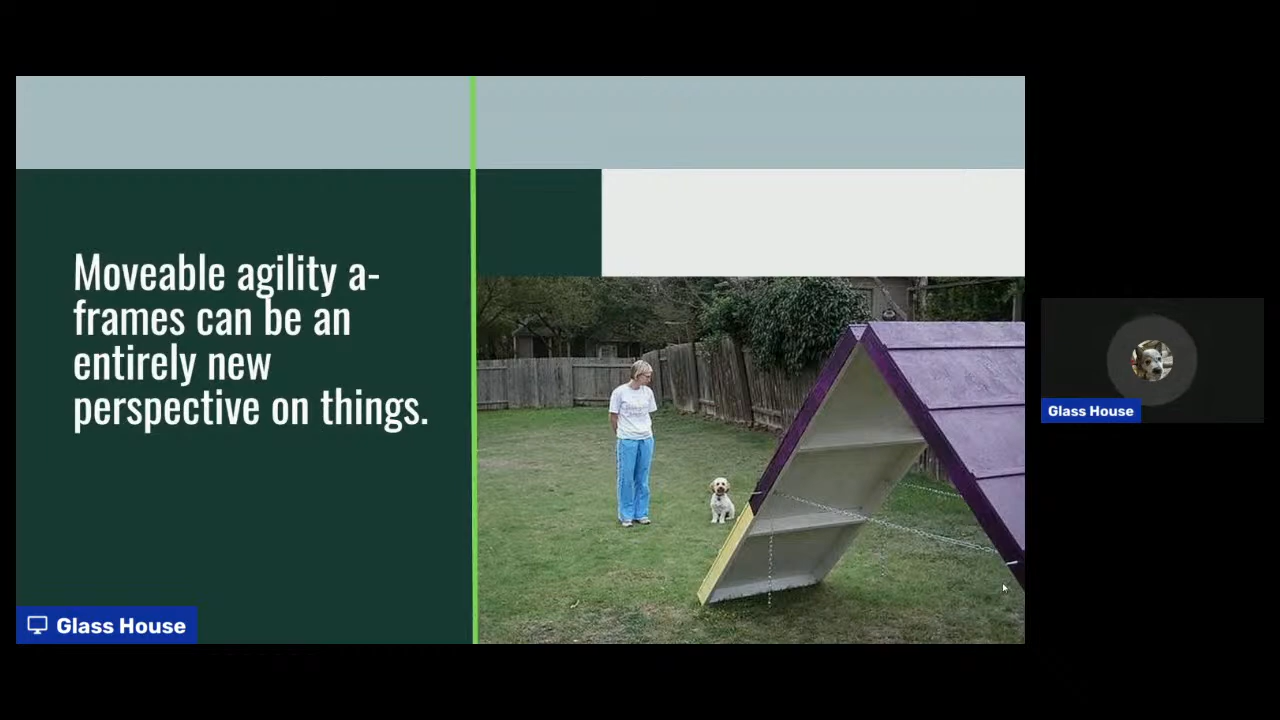 Moveable agility a-
frames can be an
entirely new
perspective on things.
Glass House
Glass House